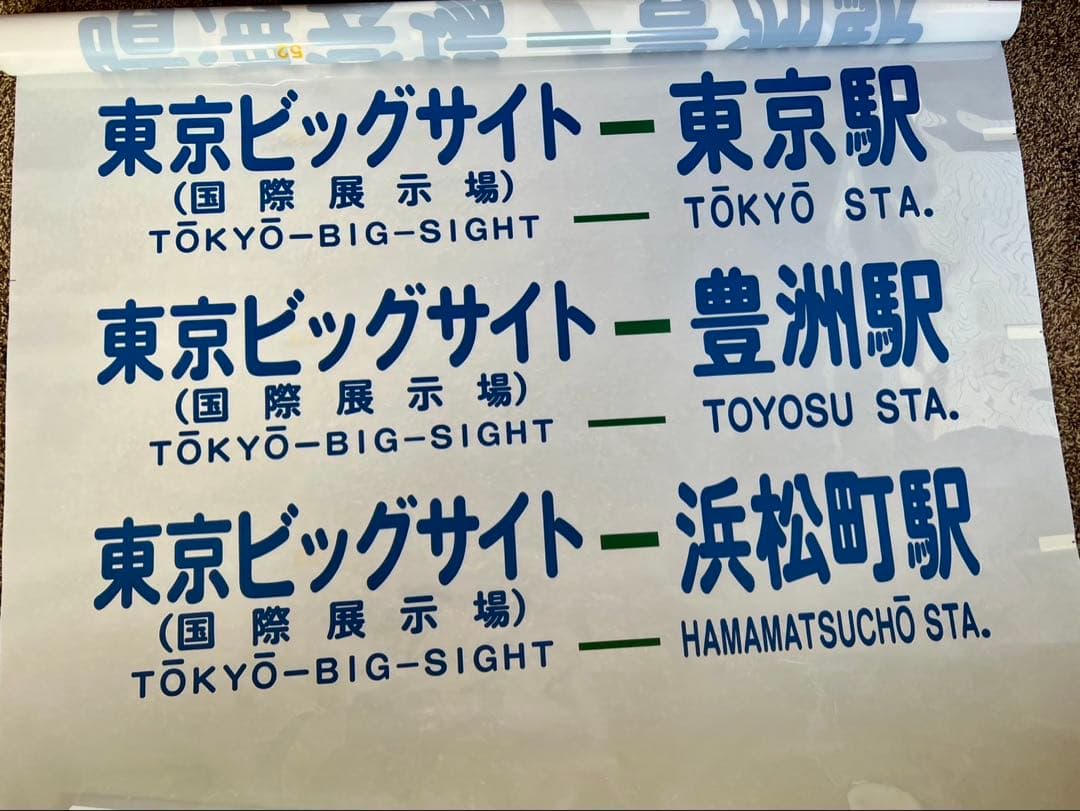 東京ビッグサイト ー 東京駅
(国際展示場)
TŌKYŌ−BIG−SIGHT — TŌKYŌ STA.
東京ビッグサイト ー 豊洲駅
(国際展示場)
TŌKYŌ−BIG−SIGHT — TOYOSU STA.
東京ビッグサイト ー 浜松町駅
(国際展示場)
TŌKYŌ−BIG−SIGHT — HAMAMATSUCHŌ STA.